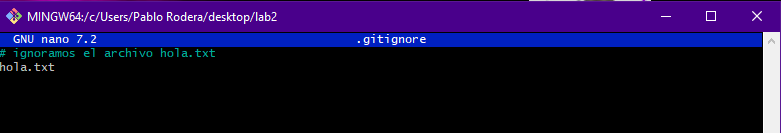 MINGW64:/c/Users/Pablo Rodera/desktop/lab2
GNU nano 7.2 .gitignore
# ignoramos el archivo hola.txt
hola.txt